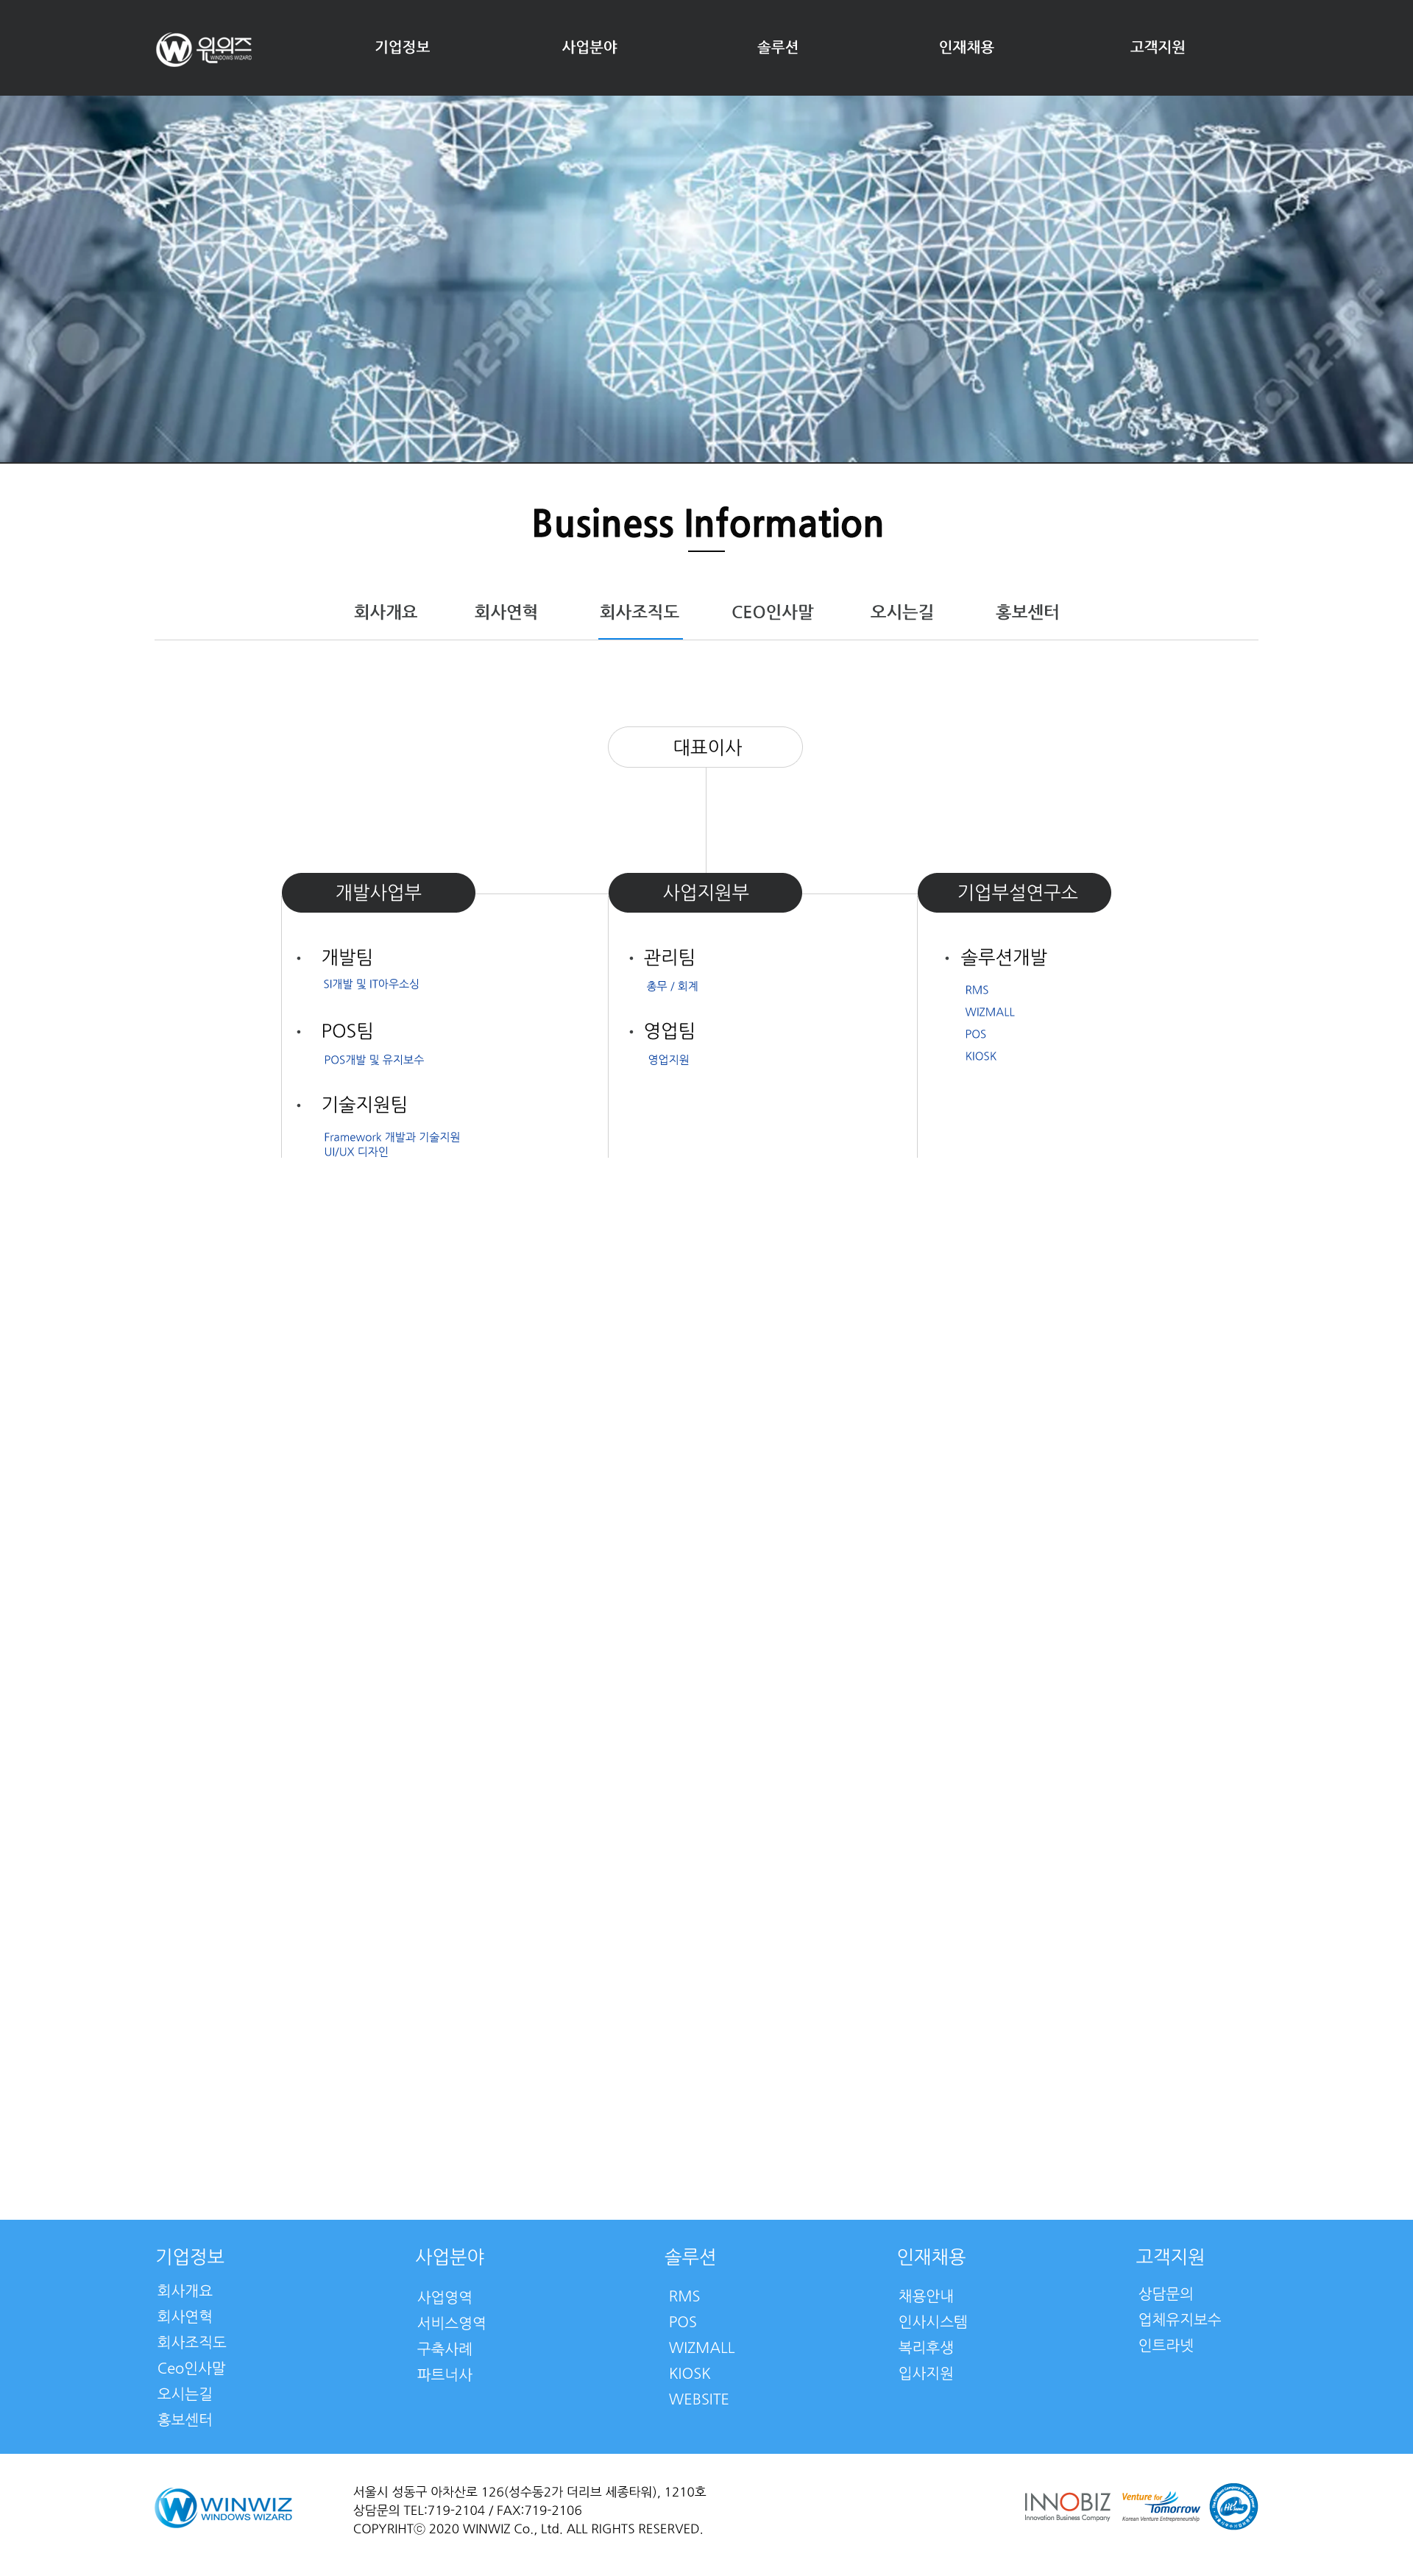 윈위즈
WINDOWS WIZARD
기업정보
사업분야
솔루션
인재채용
고객지원
123RF
123RF
Business Information
회사개요
회사연혁
회사조직도
CEO인사말
오시는길
홍보센터
대표이사
개발사업부
사업지원부
기업부설연구소
개발팀
SI개발 및 IT아우소싱
POS팀
POS개발 및 유지보수
기술지원팀
Framework 개발과 기술지원
UI/UX 디자인
관리팀
총무 / 회계
영업팀
영업지원
솔루션개발
RMS
WIZMALL
POS
KIOSK
기업정보
회사개요
회사연혁
회사조직도
Ceo인사말
오시는길
홍보센터
사업분야
사업영역
서비스영역
구축사례
파트너사
솔루션
RMS
POS
WIZMALL
KIOSK
WEBSITE
인재채용
채용안내
인사시스템
복리후생
입사지원
고객지원
상담문의
업체유지보수
인트라넷
WINWIZ
WINDOWS WIZARD
서울시 성동구 아차산로 126(성수동2가 더리브 세종타워), 1210호
상담문의 TEL:719-2104 / FAX:719-2106
COPYRIHTⓒ 2020 WINWIZ Co., Ltd. ALL RIGHTS RESERVED.
INNOBIZ
Innovation Business Company
Venture for
Tomorrow
Korean Venture Entrepreneurship